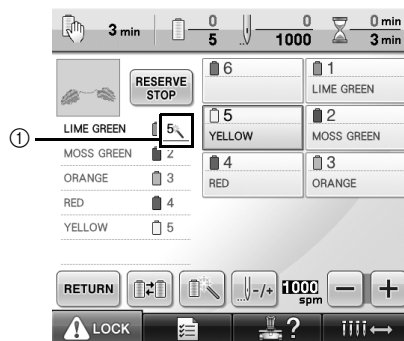 3 min 0 5 0 1000 0 min 3 min
RESERVE STOP
6
1 LIME GREEN
① LIME GREEN 5
5 YELLOW
2 MOSS GREEN
MOSS GREEN 2
ORANGE 3
4 RED
3 ORANGE
RED 4
YELLOW 5
RETURN -/+ 1000 spm - +
LOCK ?